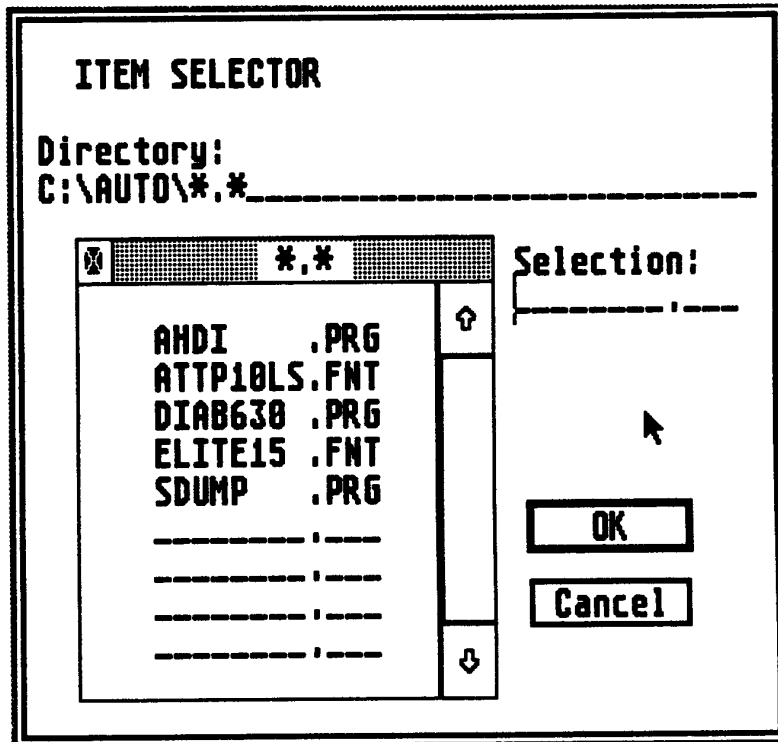 ITEM SELECTOR
Directory:
C:\AUTO\*.*
*.*
Selection:
AHDI    .PRG
ATTP10LS.FNT
DIAB630 .PRG
ELITE15 .FNT
SDUMP   .PRG
OK
Cancel